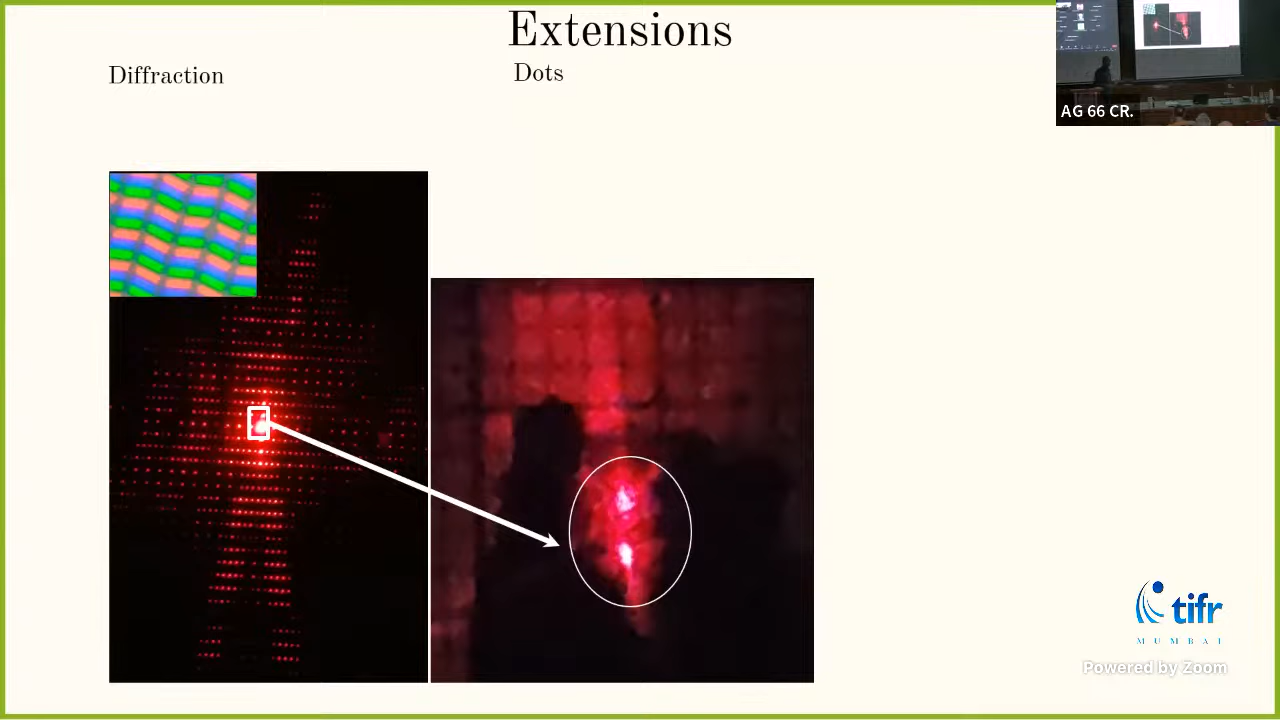 Extensions
Diffraction
Dots
AG 66 CR.
tifr
MUMBAI
Powered by Zoom